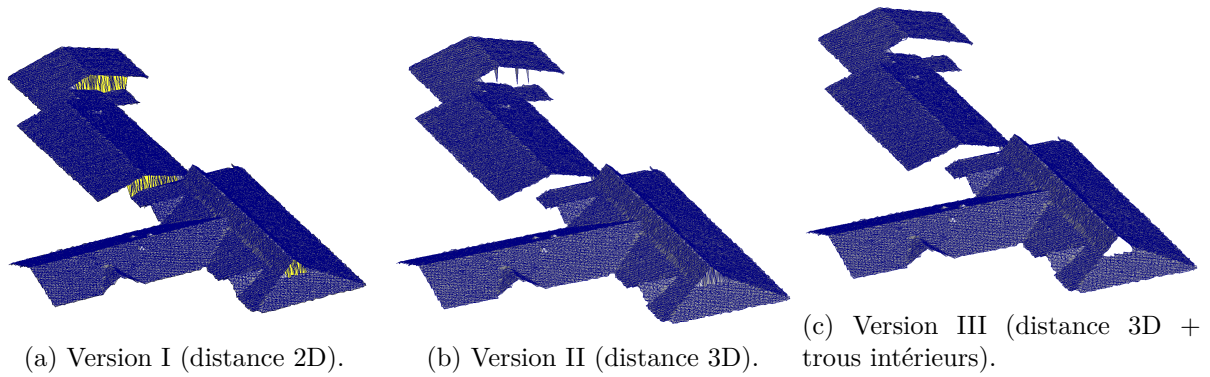 (a) Version I (distance 2D).
(b) Version II (distance 3D).
(c) Version III (distance 3D +
trous intérieurs).